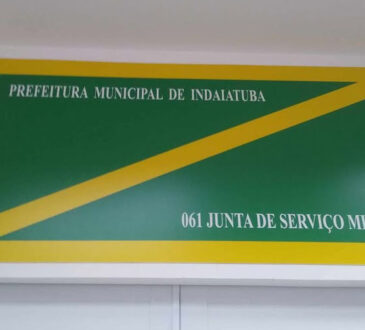 PREFEITURA MUNICIPAL DE INDAIATUBA
061 JUNTA DE SERVIÇO